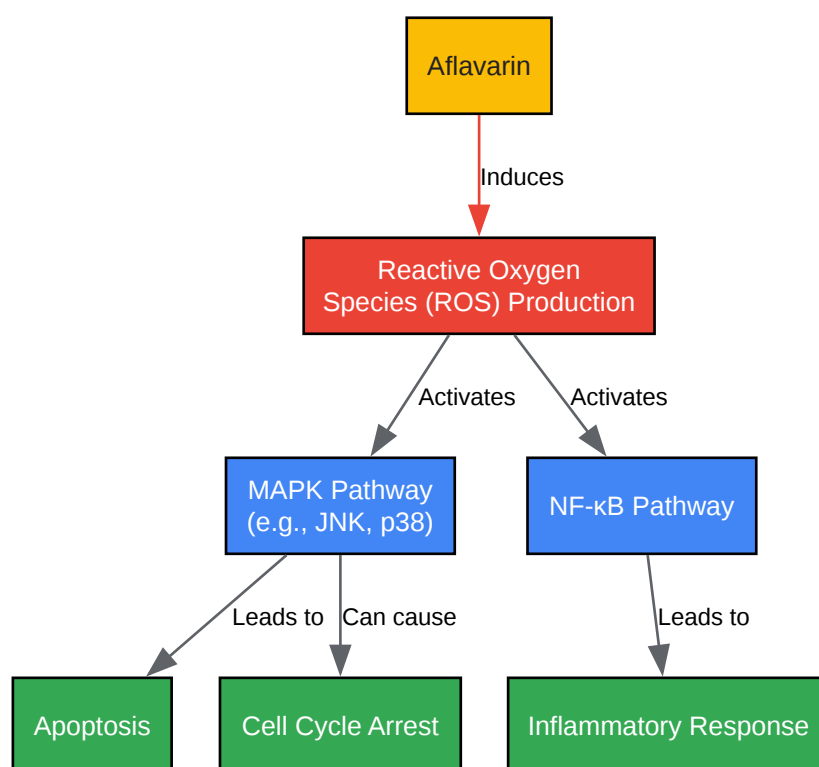 Aflavarin
Induces
Reactive Oxygen
Species (ROS) Production
Activates
Activates
MAPK Pathway
(e.g., JNK, p38)
NF-κB Pathway
Leads to
Can cause
Leads to
Apoptosis
Cell Cycle Arrest
Inflammatory Response